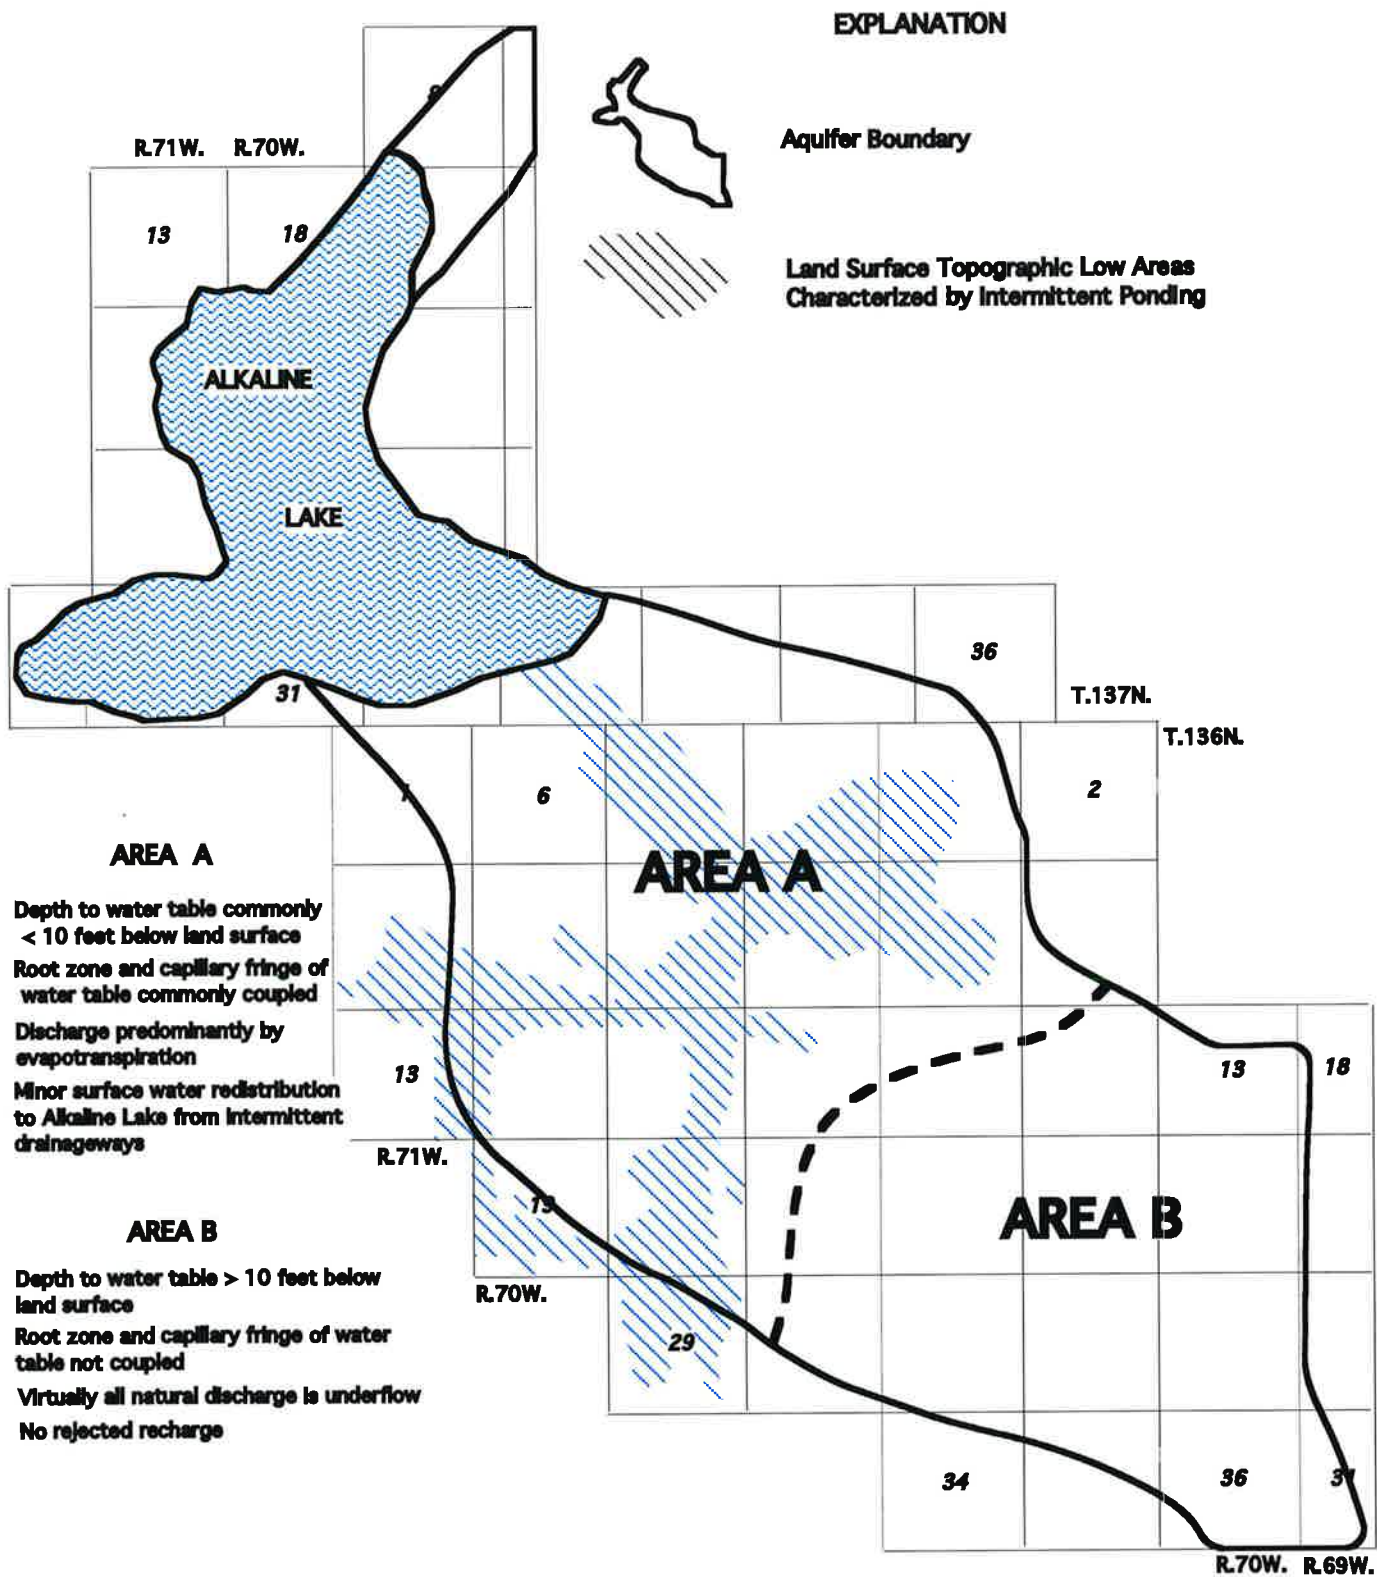 EXPLANATION
Aquifer Boundary
Land Surface Topographic Low Areas
Characterized by Intermittent Ponding
R.71W. R.70W.
13 18
ALKALINE
LAKE
31
36
T.137N.
T.136N.
6
2
AREA A
AREA A
Depth to water table commonly
< 10 feet below land surface
Root zone and capillary fringe of
water table commonly coupled
Discharge predominantly by
evapotranspiration
Minor surface water redistribution
to Alkaline Lake from intermittent
drainageways
13
13
18
R.71W.
19
AREA B
AREA B
Depth to water table > 10 feet below
land surface
Root zone and capillary fringe of water
table not coupled
Virtually all natural discharge is underflow
No rejected recharge
R.70W.
29
34
36
31
R.70W. R.69W.